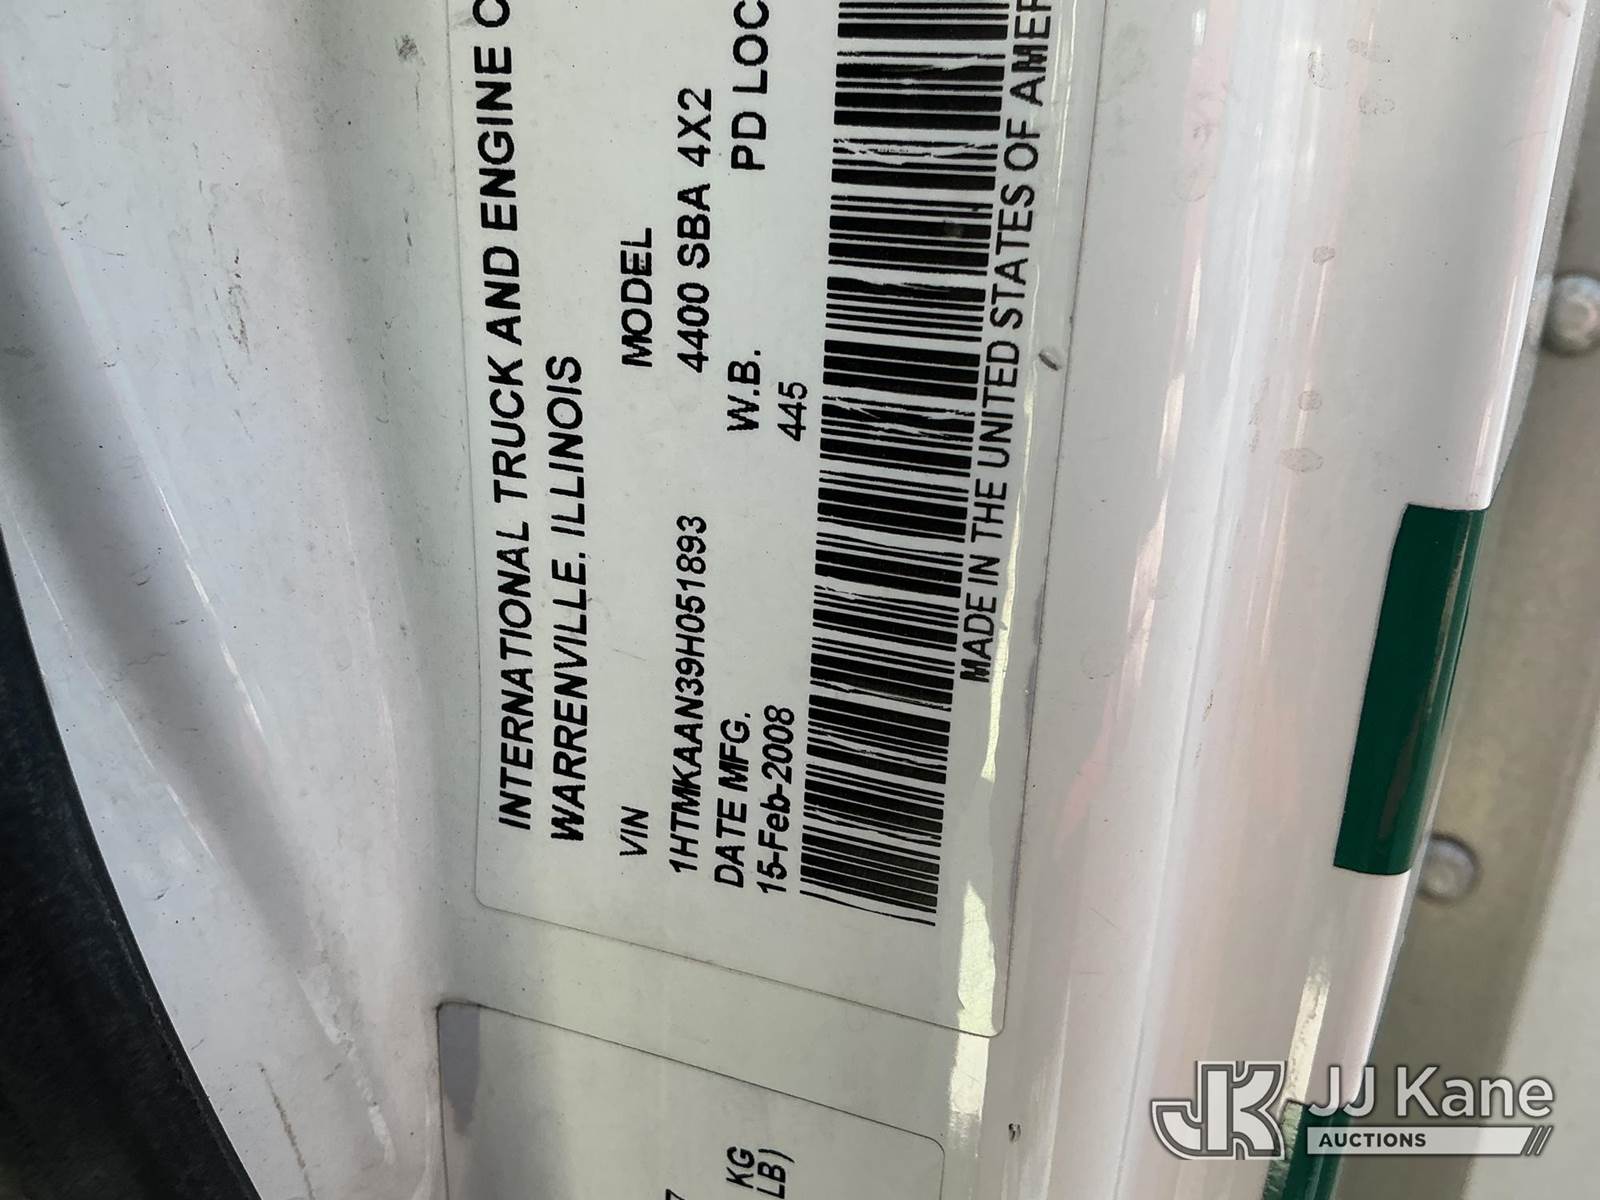 INTERNATIONAL TRUCK AND ENGINE C
WARRENVILLE, ILLINOIS
VIN MODEL
1HTMKAAN39H051893 4400 SBA 4X2
DATE MFG. W.B. PD LOC
15-Feb-2008 445
MADE IN THE UNITED STATES OF AMER
KG
LB)
JK JJ Kane
AUCTIONS